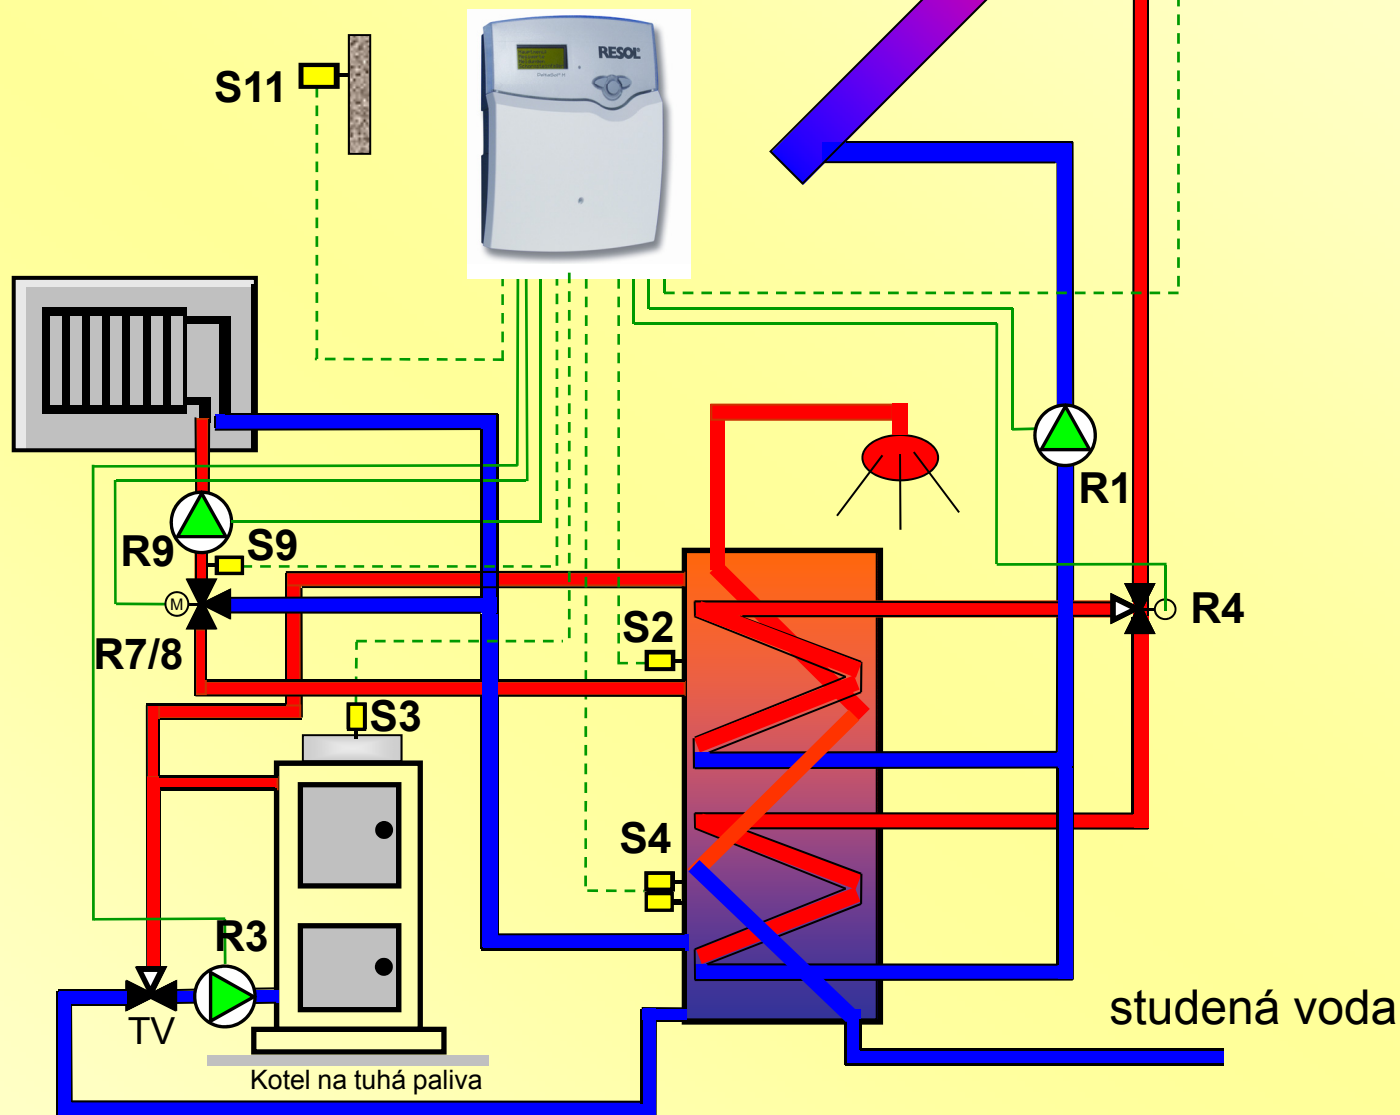 S11
RESOL
R1
R9
S9
M
R7/8
S2
R4
S3
S4
R3
studená voda
TV
Kotel na tuhá paliva